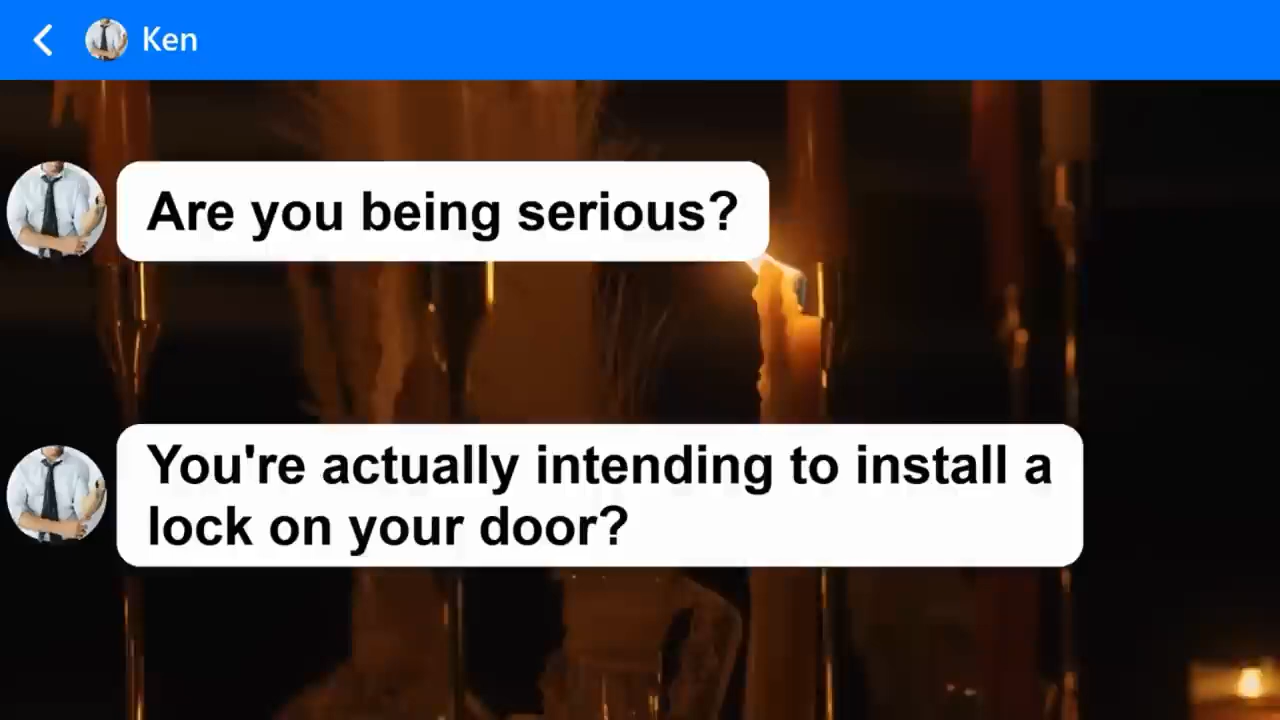 Ken
Are you being serious?
You're actually intending to install a
lock on your door?